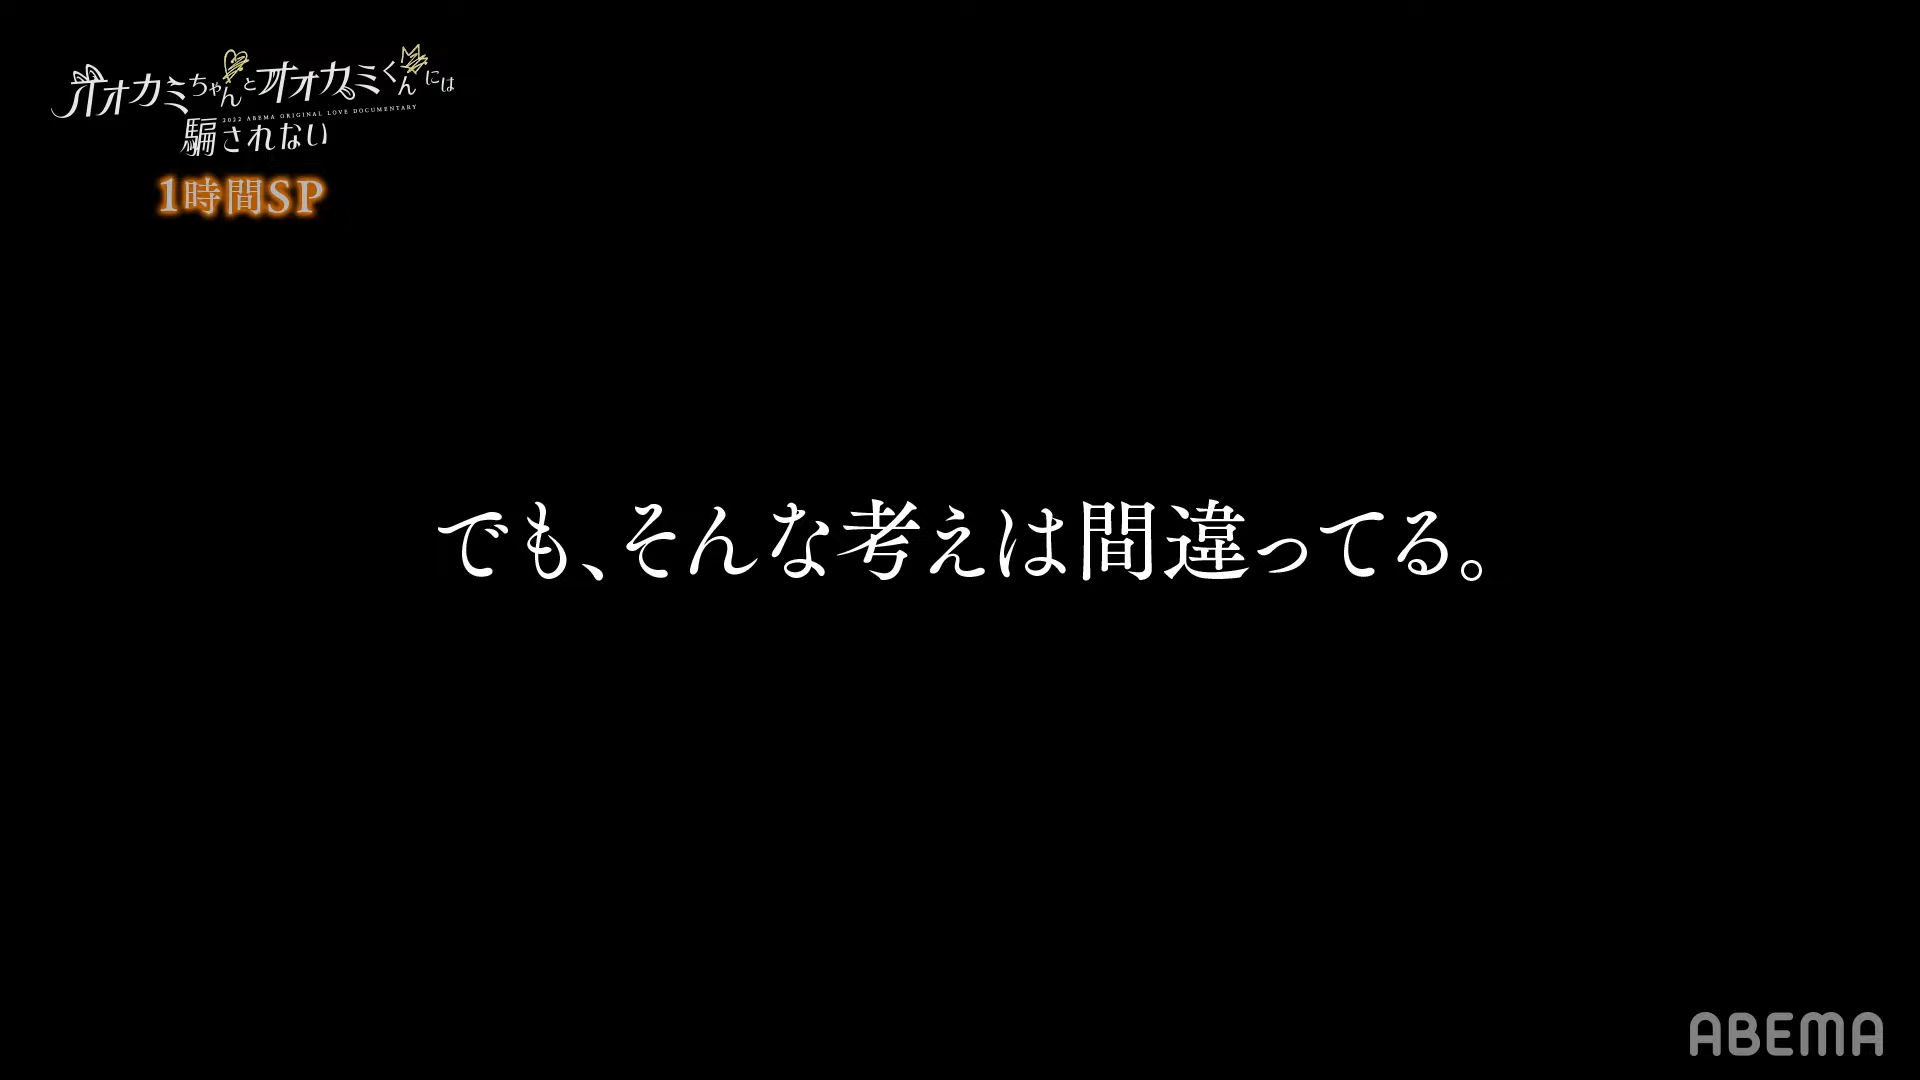 オオカミちゃんとオオカミくんには
2022 ABEMA ORIGINAL LOVE DOCUMENTARY
騙されない
1時間SP
でも、そんな考えは間違ってる。
ABEMA